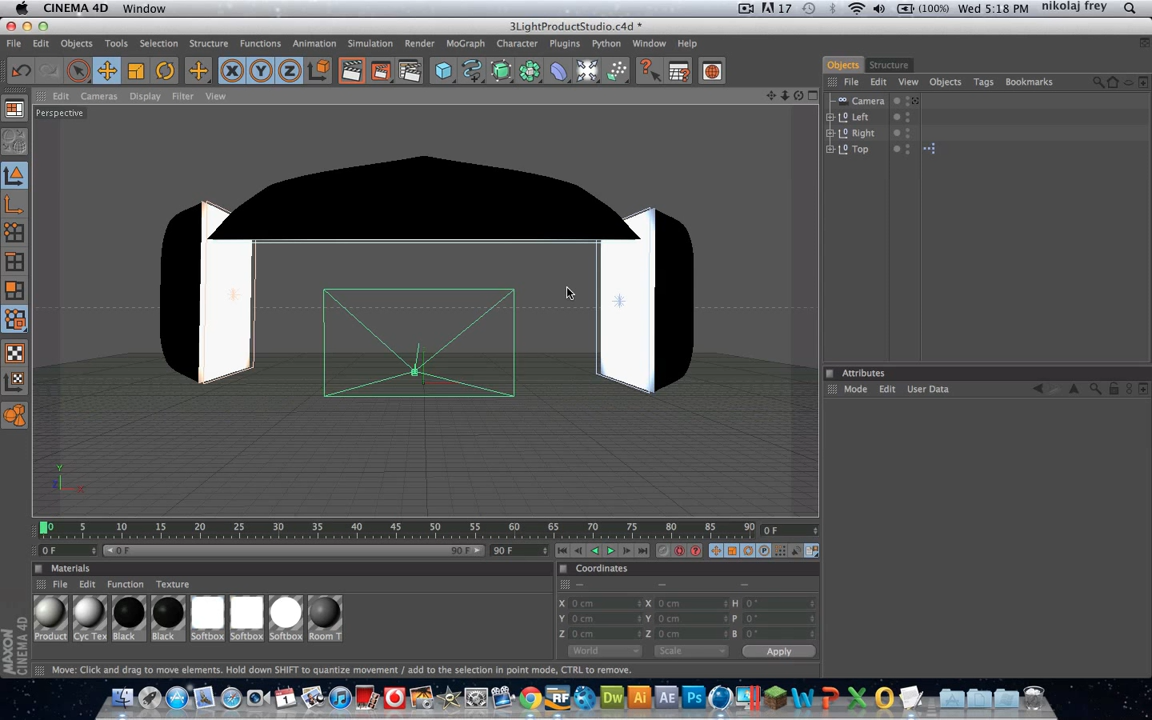 CINEMA 4D Window 17 (100%) Wed 5:18 PM nikolaj frey
3LightProductStudio.c4d *
File Edit Objects Tools Selection Structure Functions Animation Simulation Render MoGraph Character Plugins Python Window Help
X Y Z
Objects Structure
File Edit View Objects Tags Bookmarks
Edit Cameras Display Filter View
Perspective
Camera
Left
Right
Top
Attributes
Mode Edit User Data
Y
Z X
0 5 10 15 20 25 30 35 40 45 50 55 60 65 70 75 80 85 90 0 F
0 F 0 F 90 F 90 F
Materials
File Edit Function Texture
Product Cyc Tex Black Black Softbox Softbox Softbox Room T
Coordinates
X 0 cm X 0 cm H 0 °
Y 0 cm Y 0 cm P 0 °
Z 0 cm Z 0 cm B 0 °
World Scale Apply
MAXON
CINEMA 4D
Move: Click and drag to move elements. Hold down SHIFT to quantize movement / add to the selection in point mode, CTRL to remove.
RF Dw Ai Ae Ps W P X O